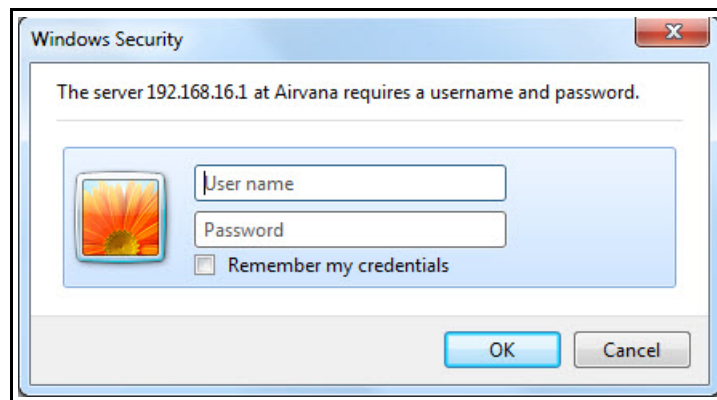 Windows Security
The server 192.168.16.1 at Airvana requires a username and password.
User name
Password
Remember my credentials
OK
Cancel